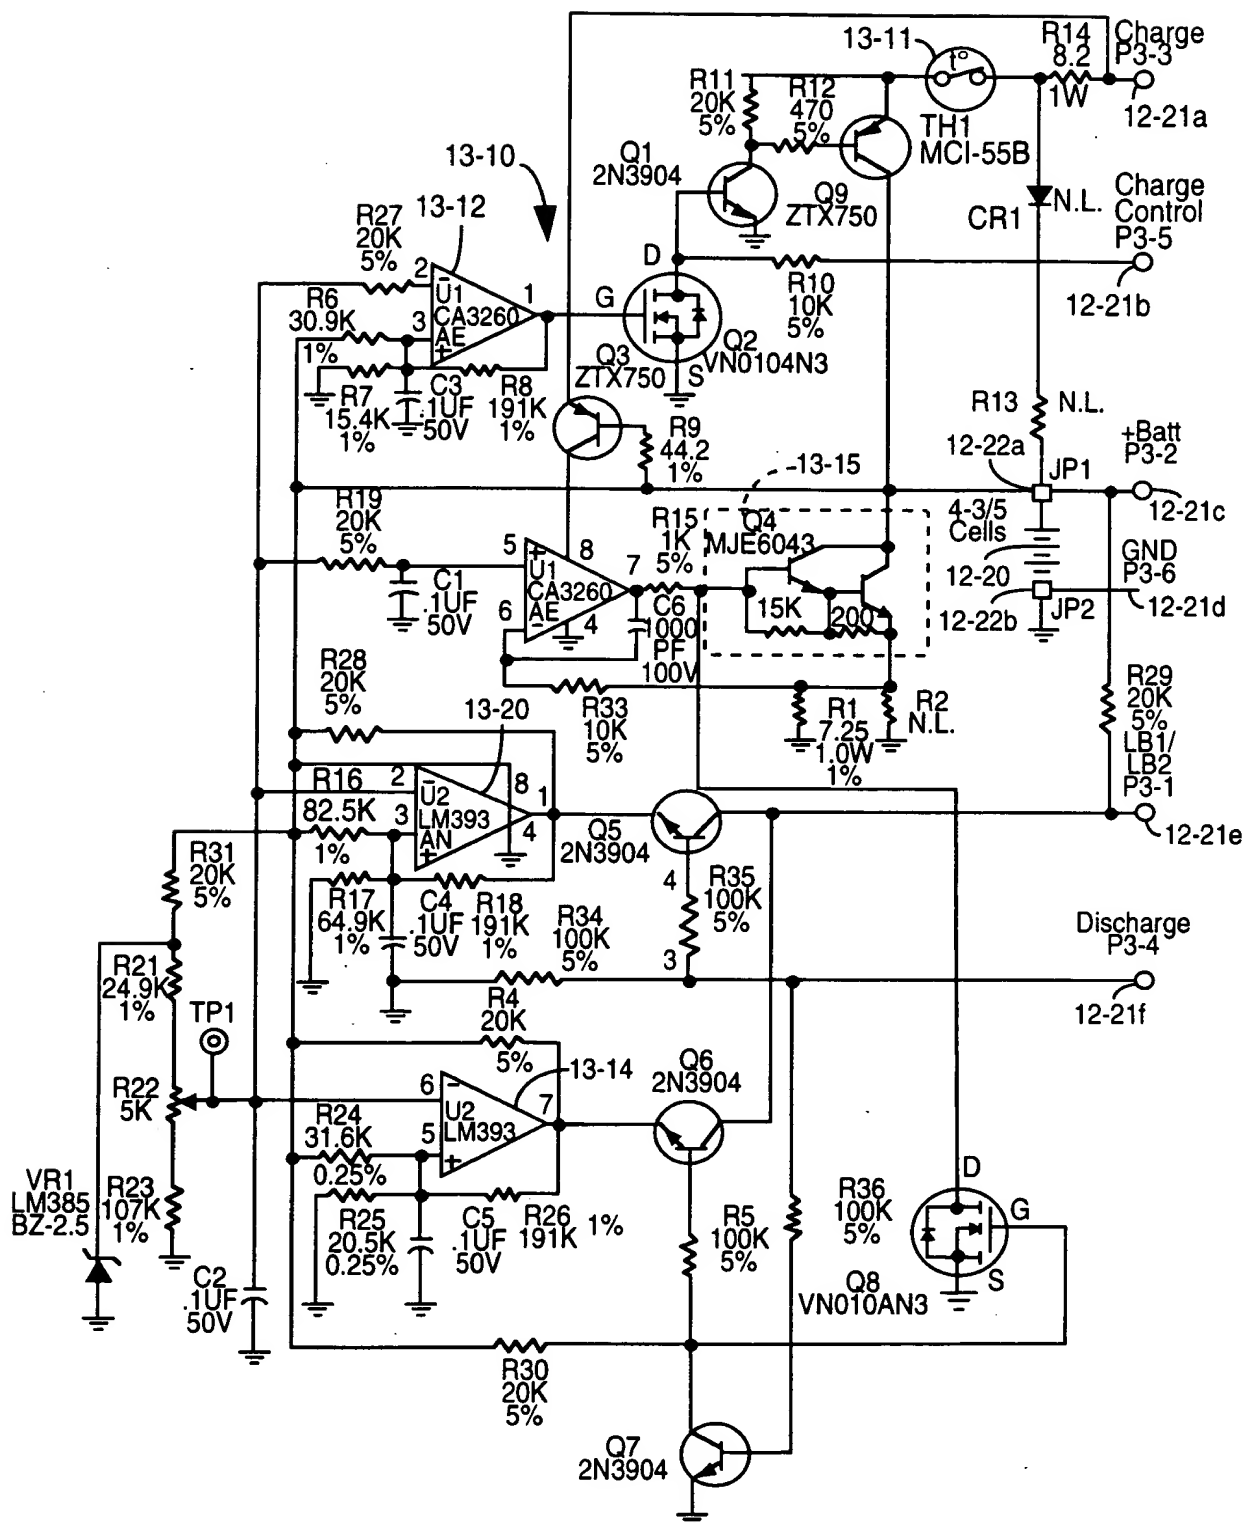 13-11
R14
8.2
1W
Charge
P3-3
12-21a
t°
R11
20K
5%
R12
470
5%
TH1
MCI-55B
13-10
Q1
2N3904
Q9
ZTX750
CR1
N.L.
Charge
Control
P3-5
12-21b
R27
20K
5%
13-12
2
–
U1
CA3260
AE
+
3
1
R6
30.9K
1%
R7
15.4K
1%
C3
.1UF
50V
R8
191K
1%
D
G
S
Q2
VN0104N3
R10
10K
5%
Q3
ZTX750
R9
44.2
1%
R13
N.L.
12-22a
JP1
+Batt
P3-2
12-21c
13-15
R19
20K
5%
C1
.1UF
50V
5
+
U1
CA3260
AE
–
6
8
4
7
R15
1K
5%
C6
1000
PF
100V
Q4
MJE6043
15K
200
4-3/5
Cells
12-20
12-22b
JP2
GND
P3-6
12-21d
R28
20K
5%
R33
10K
5%
R1
7.25
1.0W
1%
R2
N.L.
R29
20K
5%
LB1/
LB2
P3-1
12-21e
13-20
R16
82.5K
1%
2
–
U2
LM393
AN
+
3
8
1
4
Q5
2N3904
R31
20K
5%
R17
64.9K
1%
C4
.1UF
50V
R18
191K
1%
R34
100K
5%
4
3
R35
100K
5%
Discharge
P3-4
12-21f
R21
24.9K
1%
TP1
R4
20K
5%
13-14
Q6
2N3904
R22
5K
6
–
U2
LM393
+
5
7
R24
31.6K
0.25%
VR1
LM385
BZ-2.5
R23
107K
1%
R25
20.5K
0.25%
C5
.1UF
50V
R26
191K
1%
R5
100K
5%
R36
100K
5%
D
G
S
Q8
VN010AN3
C2
.1UF
50V
R30
20K
5%
Q7
2N3904